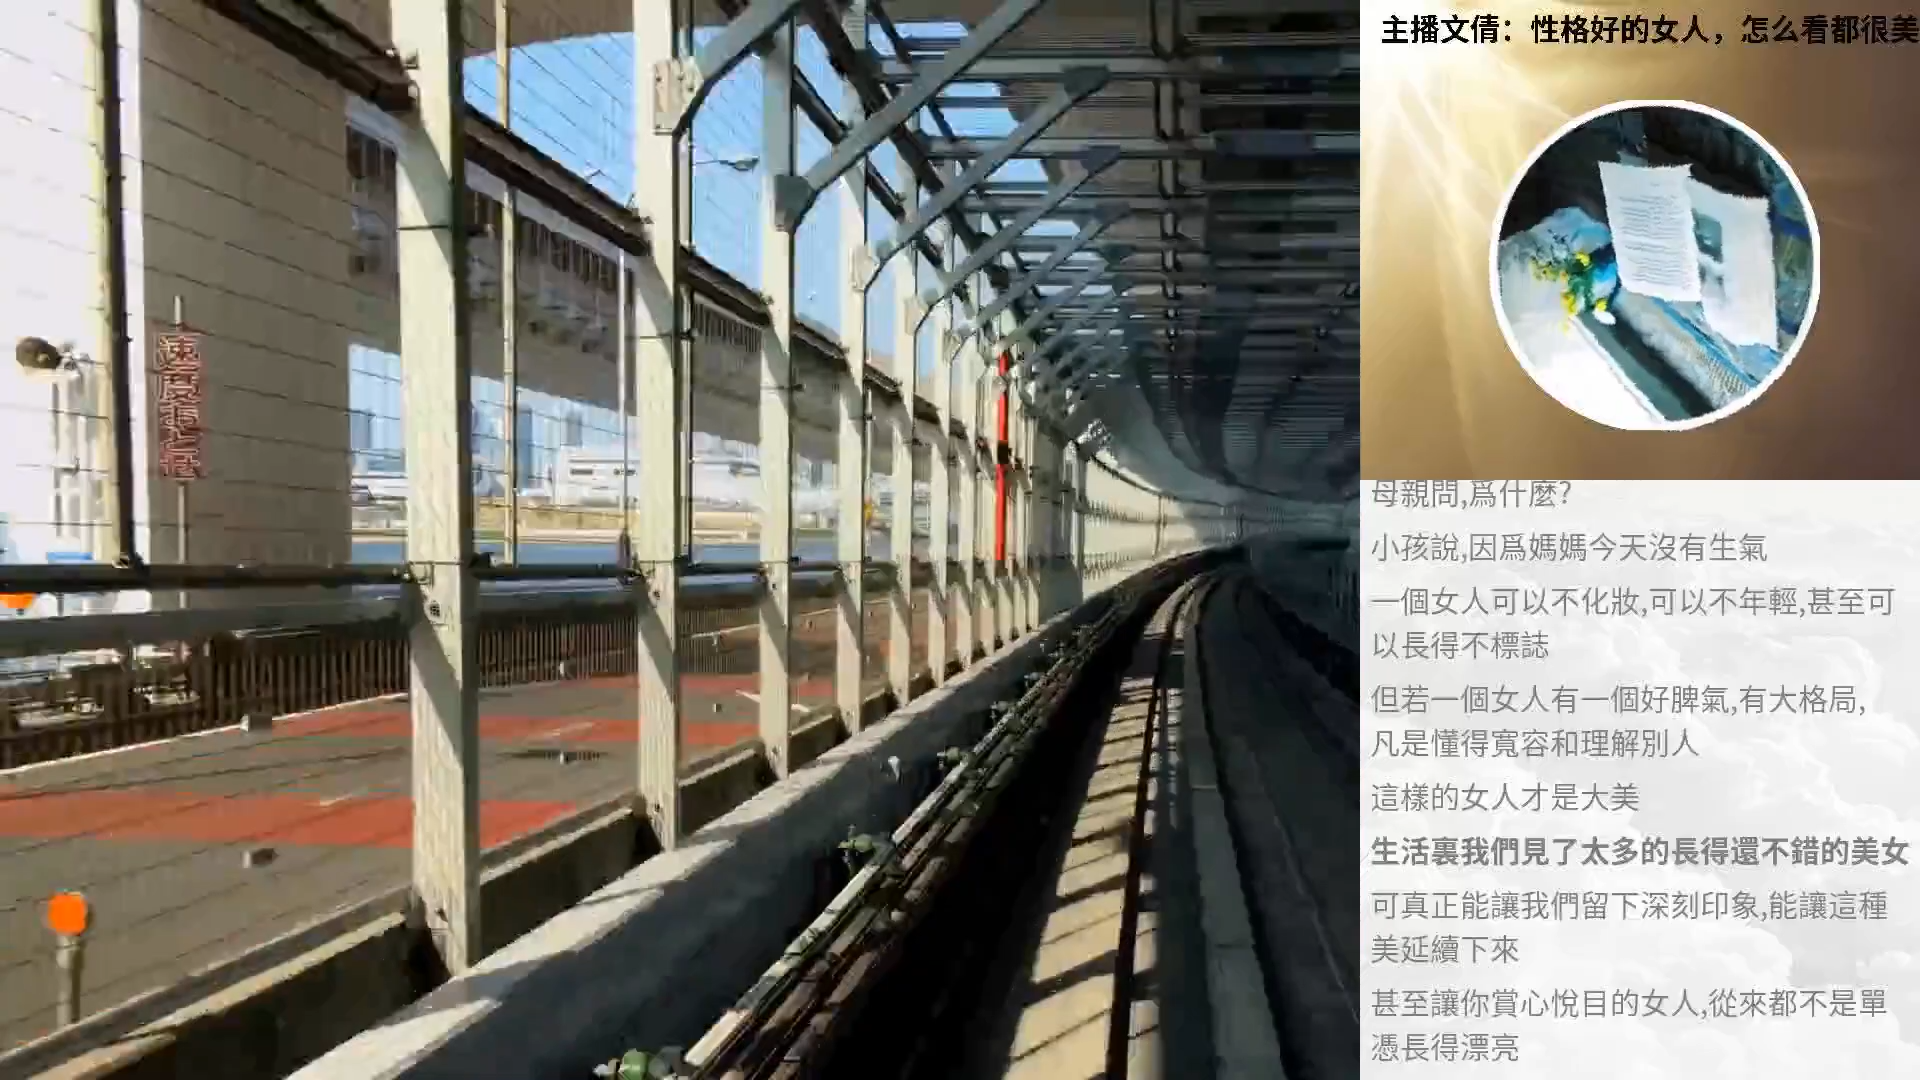 主播文倩：性格好的女人，怎么看都很美
速度落せ
母親問,爲什麼?
小孩說,因爲媽媽今天沒有生氣
一個女人可以不化妝,可以不年輕,甚至可
以長得不標誌
但若一個女人有一個好脾氣,有大格局,
凡是懂得寬容和理解別人
這樣的女人才是大美
生活裏我們見了太多的長得還不錯的美女
可真正能讓我們留下深刻印象,能讓這種
美延續下來
甚至讓你賞心悅目的女人,從來都不是單
憑長得漂亮